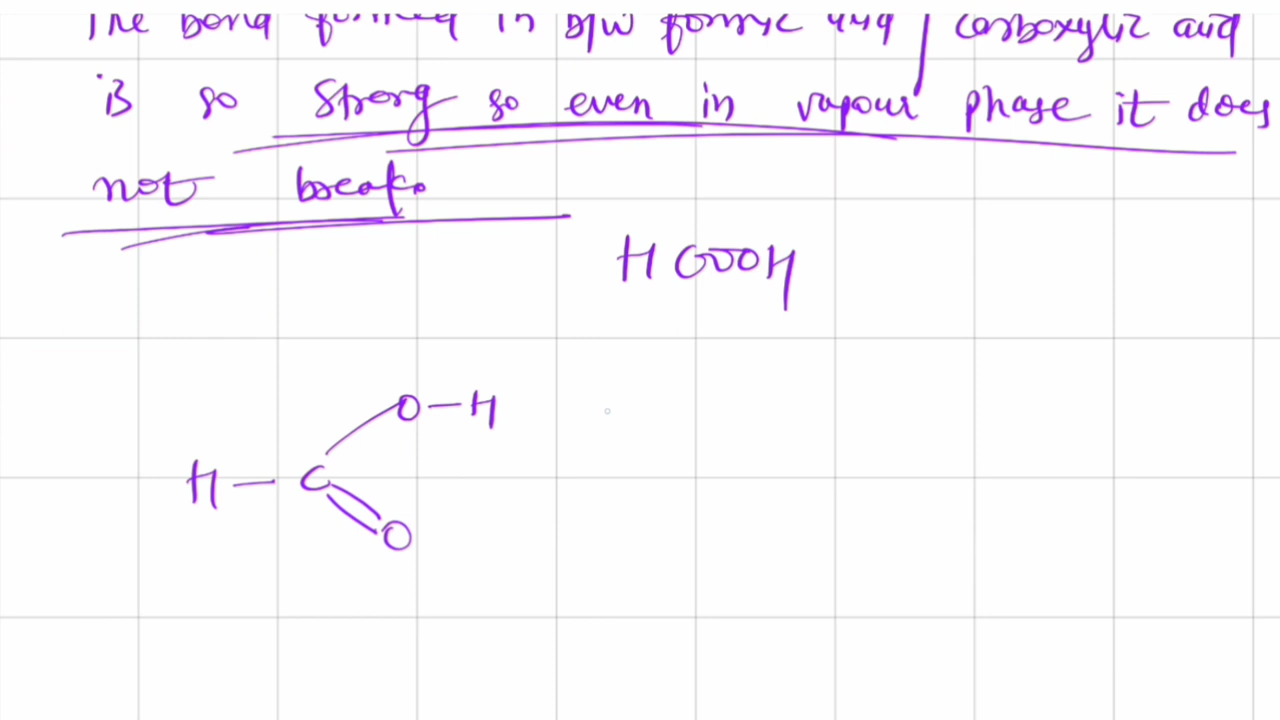 The bond formed in b/w formic acid / carboxylic acid
is so strong so even in vapour phase it does
not break.
HCOOH
O-H
H-C
O